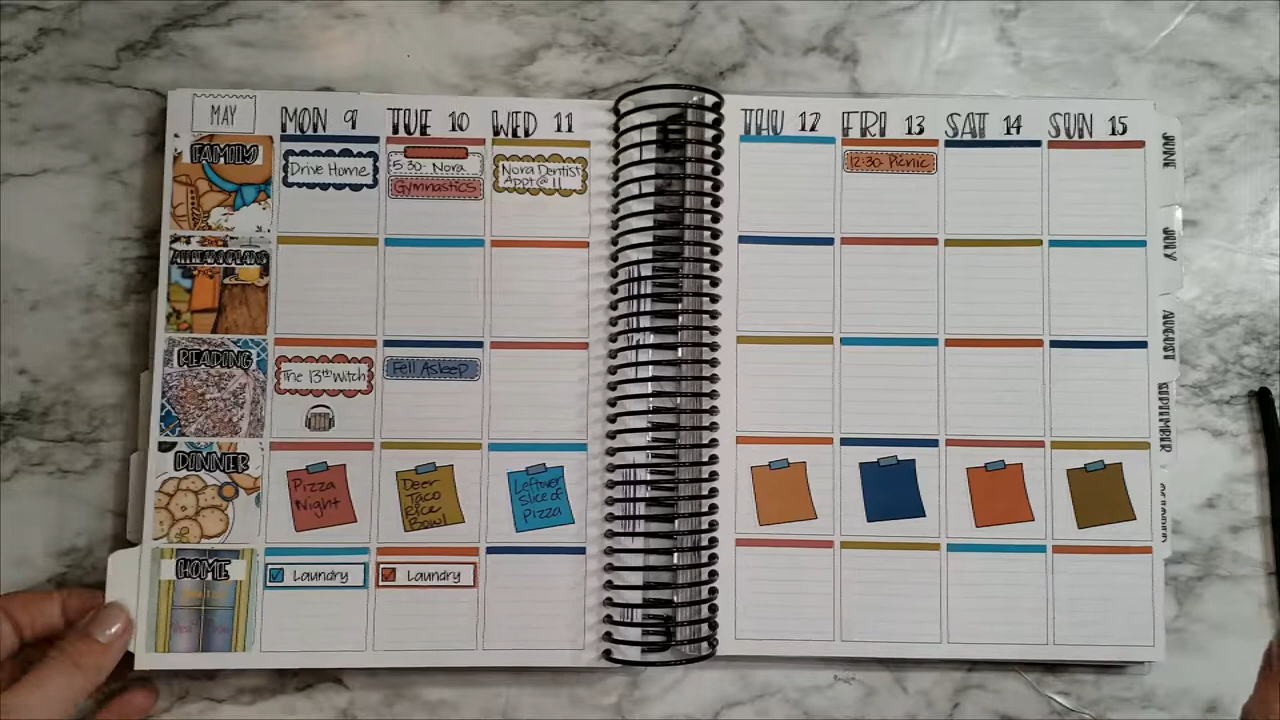 MAY
MON 9
TUE 10
WED 11
THU 12
FRI 13
SAT 14
SUN 15
FAMILY
Drive Home
5:30- Nora
Gymnastics
Nora Dentist
Appt @ 11
12:30- Picnic
READING
The 13th Witch
Fell Asleep
DINNER
Pizza
Night
Deer
Taco
Rice
Bowl
Leftover
Slice of
Pizza
HOME
Laundry
Laundry
JUNE
JULY
AUGUST
SEPTEMBER